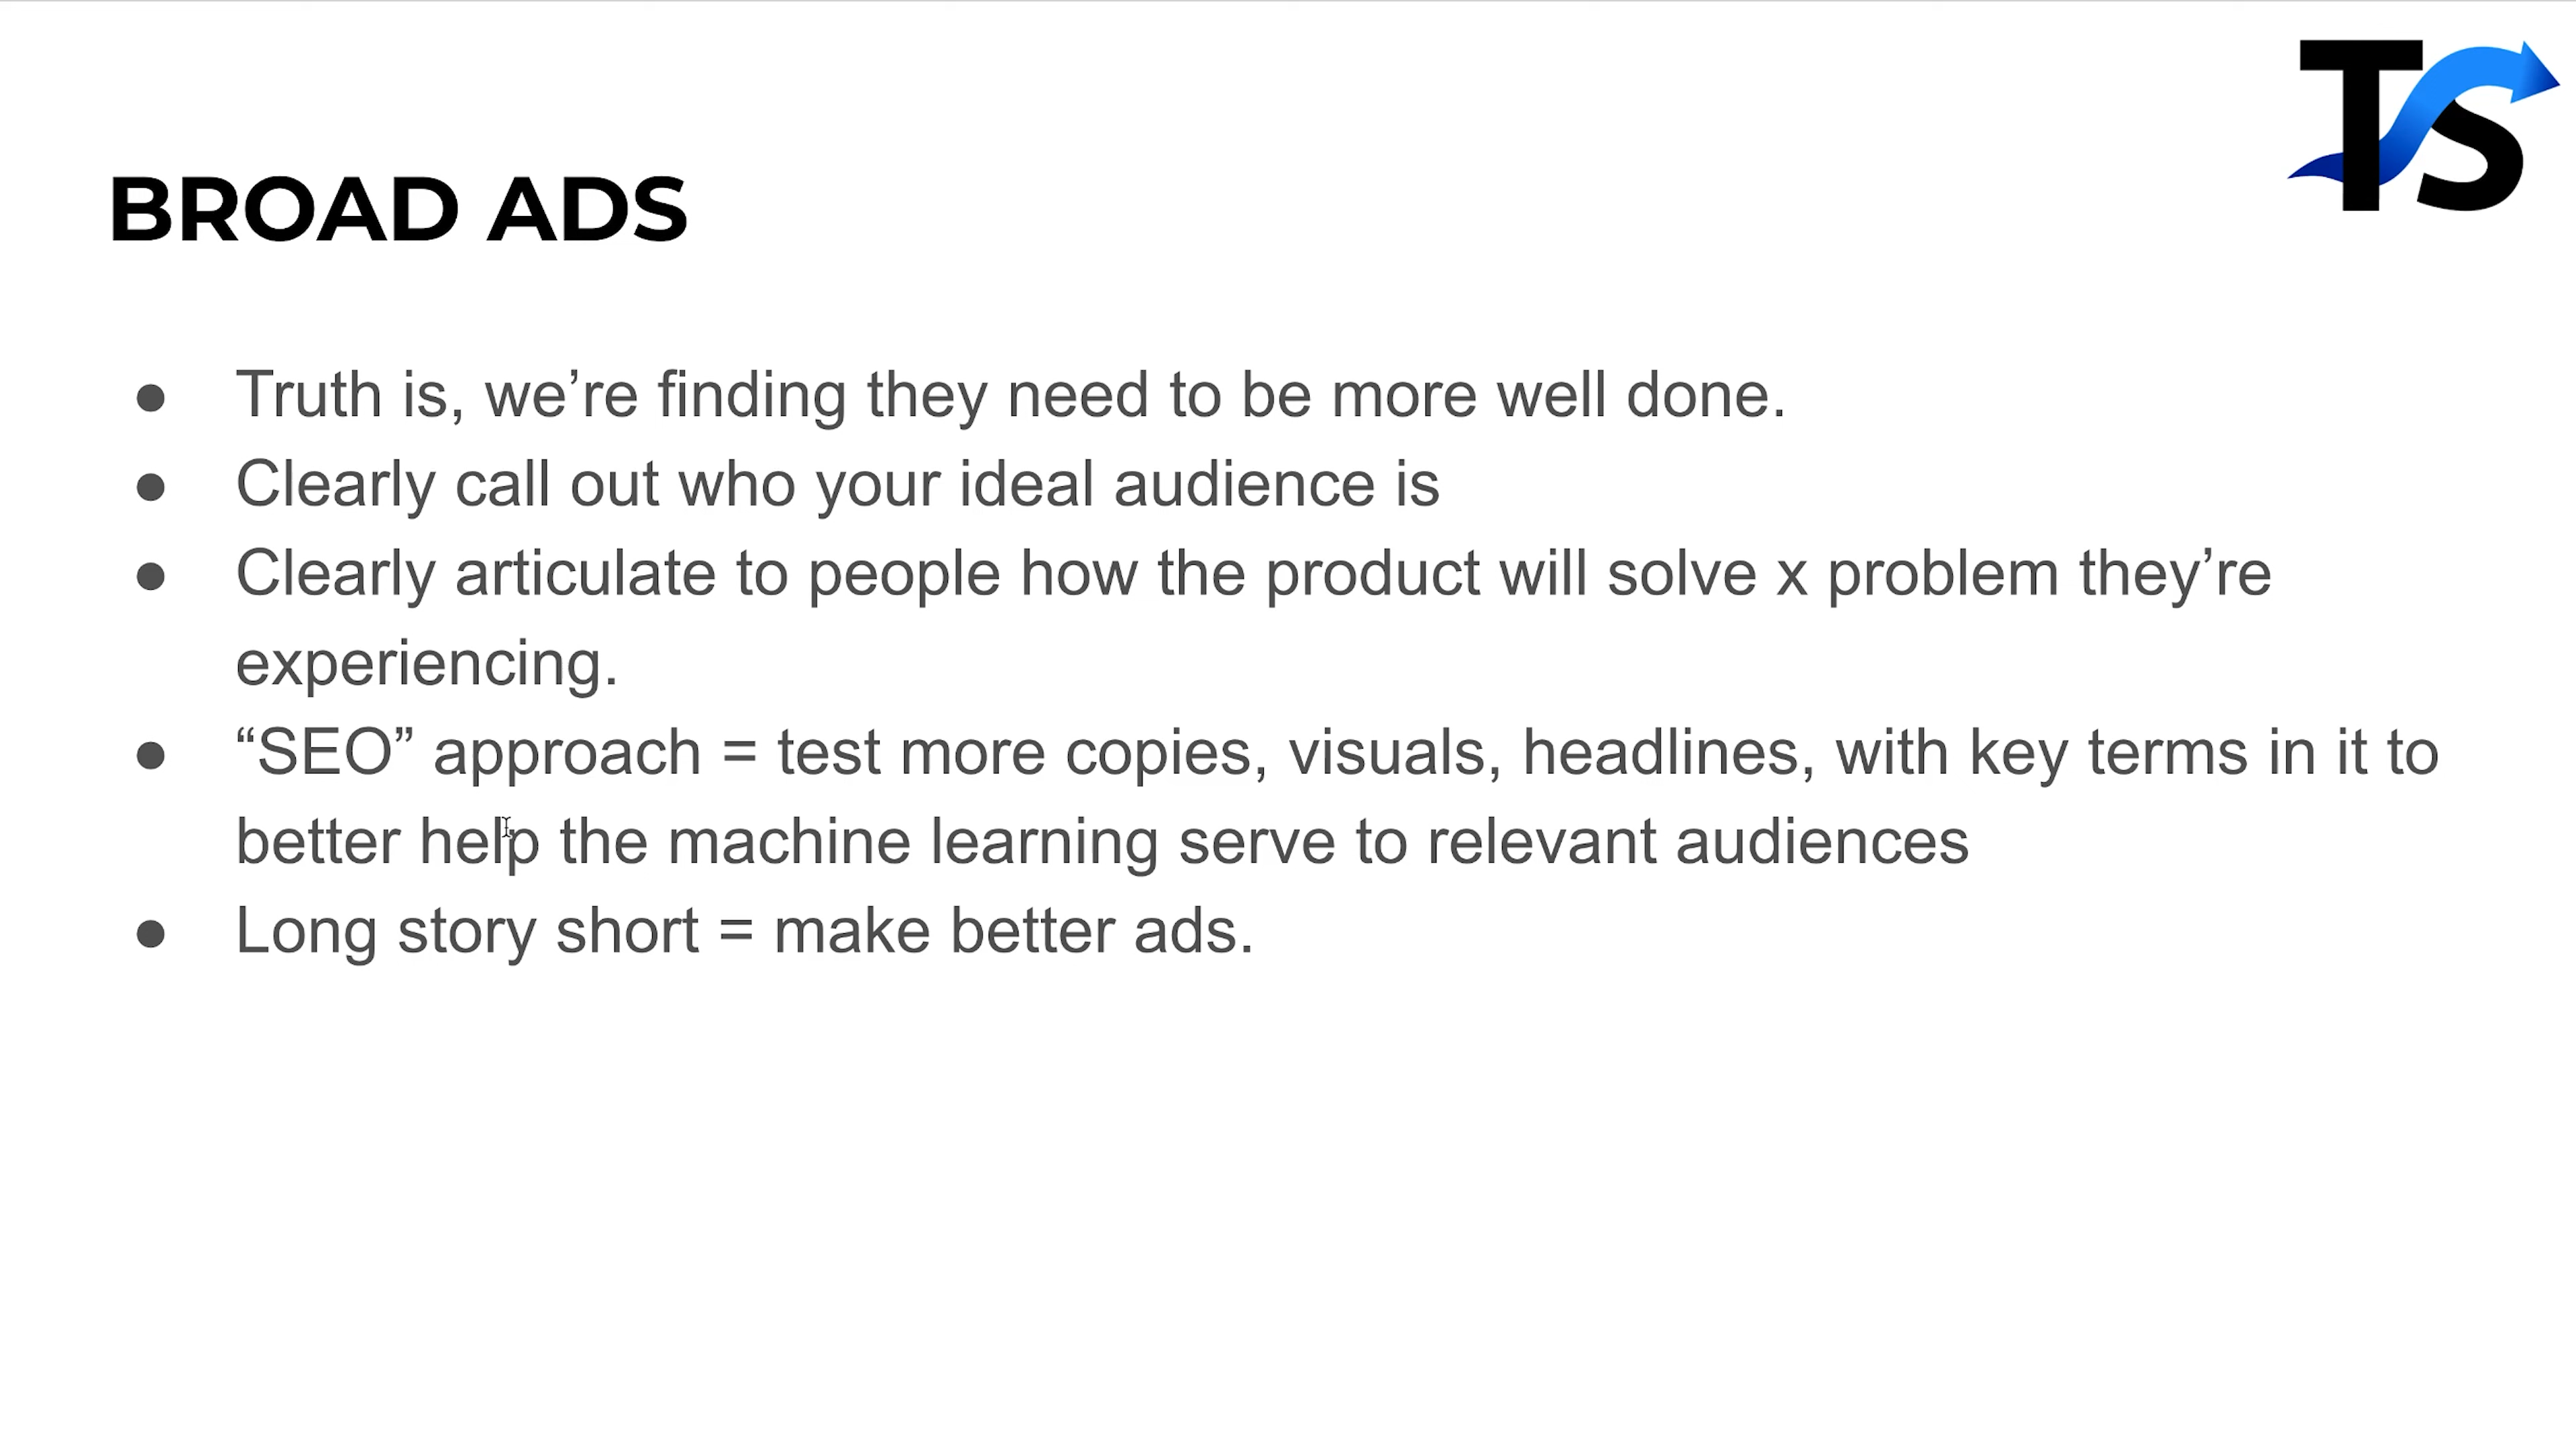 TS
BROAD ADS
● Truth is, we’re finding they need to be more well done.
● Clearly call out who your ideal audience is
● Clearly articulate to people how the product will solve x problem they’re
experiencing.
● “SEO” approach = test more copies, visuals, headlines, with key terms in it to
better help the machine learning serve to relevant audiences
● Long story short = make better ads.